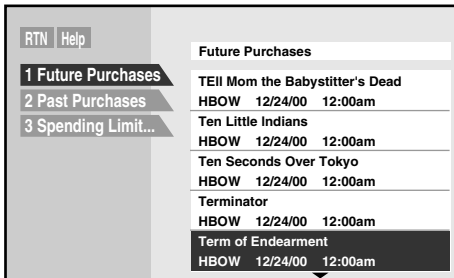 RTN Help
1 Future Purchases
2 Past Purchases
3 Spending Limit...
Future Purchases
TEll Mom the Babystitter's Dead
HBOW 12/24/00 12:00am
Ten Little Indians
HBOW 12/24/00 12:00am
Ten Seconds Over Tokyo
HBOW 12/24/00 12:00am
Terminator
HBOW 12/24/00 12:00am
Term of Endearment
HBOW 12/24/00 12:00am